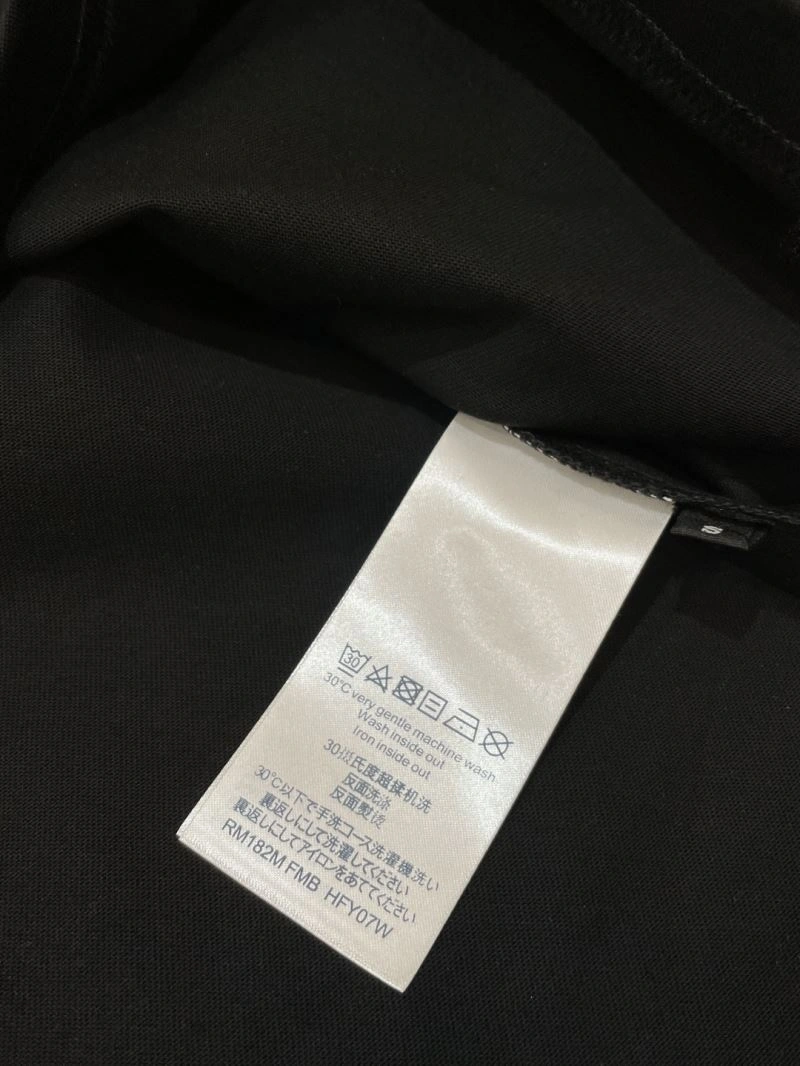 S
30
30°C very gentle machine wash
Wash inside out
Iron inside out
30摄氏度超揉机洗
反面洗涤
反面熨烫
30℃以下で手洗コース洗濯機洗い
裏返しにして洗濯してください
裏返しにしてアイロンをあててください
RM182M FMB HFY07W